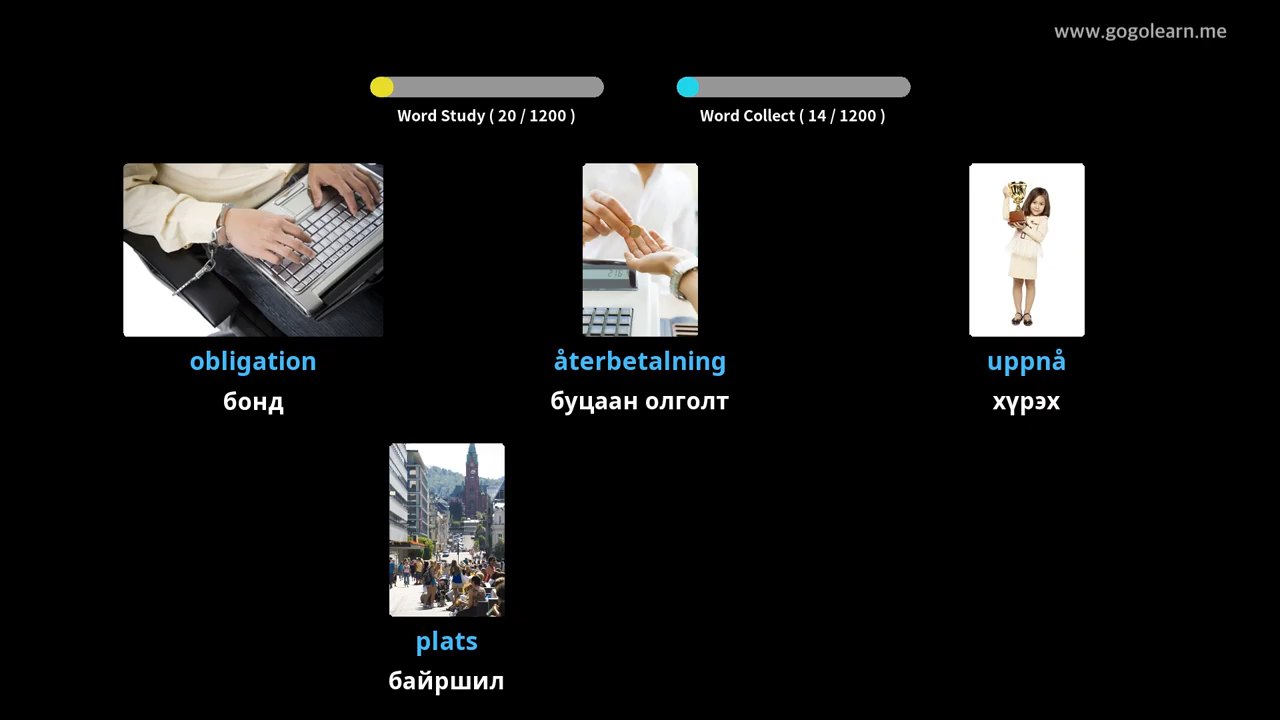 www.gogolearn.me
Word Study ( 20 / 1200 )
Word Collect ( 14 / 1200 )
obligation
бонд
återbetalning
буцаан олголт
uppnå
хүрэх
plats
байршил